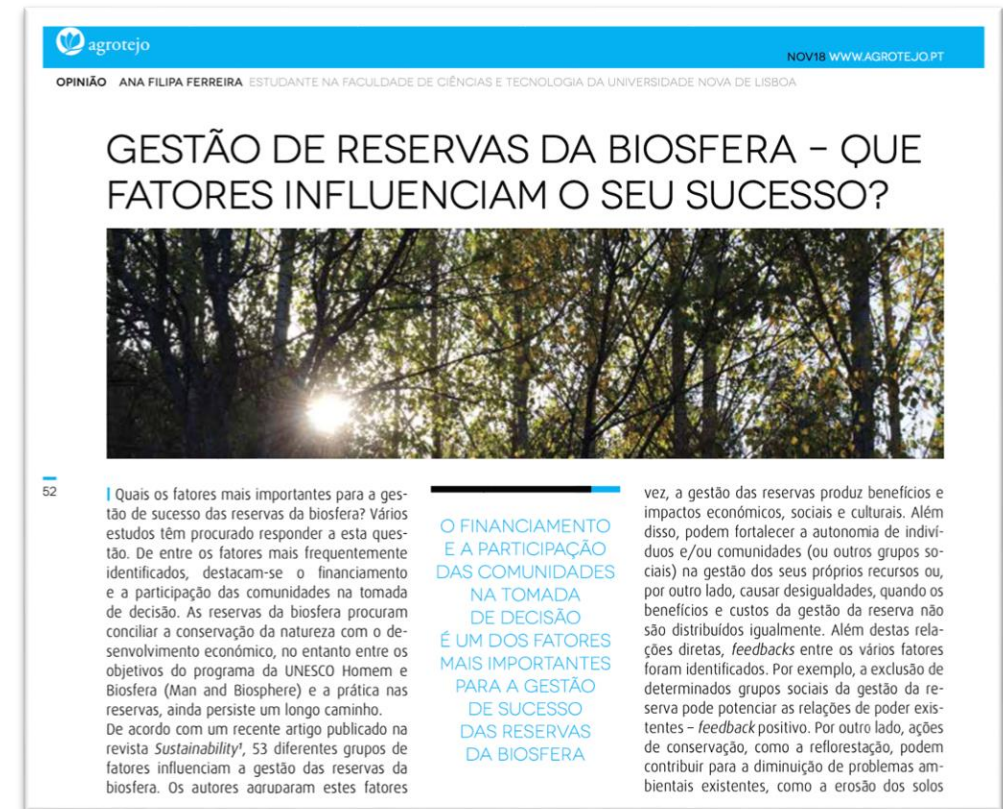 agrotejo
NOV18 WWW.AGROTEJO.PT
OPINIÃO ANA FILIPA FERREIRA ESTUDANTE NA FACULDADE DE CIÊNCIAS E TECNOLOGIA DA UNIVERSIDADE NOVA DE LISBOA
GESTÃO DE RESERVAS DA BIOSFERA – QUE
FATORES INFLUENCIAM O SEU SUCESSO?
52
Quais os fatores mais importantes para a ges-
tão de sucesso das reservas da biosfera? Vários
estudos têm procurado responder a esta ques-
tão. De entre os fatores mais frequentemente
identificados, destacam-se o financiamento
e a participação das comunidades na tomada
de decisão. As reservas da biosfera procuram
conciliar a conservação da natureza com o de-
senvolvimento económico, no entanto entre os
objetivos do programa da UNESCO Homem e
Biosfera (Man and Biosphere) e a prática nas
reservas, ainda persiste um longo caminho.
De acordo com um recente artigo publicado na
revista Sustainability¹, 53 diferentes grupos de
fatores influenciam a gestão das reservas da
biosfera. Os autores agruparam estes fatores
O FINANCIAMENTO
E A PARTICIPAÇÃO
DAS COMUNIDADES
NA TOMADA
DE DECISÃO
É UM DOS FATORES
MAIS IMPORTANTES
PARA A GESTÃO
DE SUCESSO
DAS RESERVAS
DA BIOSFERA
vez, a gestão das reservas produz benefícios e
impactos económicos, sociais e culturais. Além
disso, podem fortalecer a autonomia de indiví-
duos e/ou comunidades (ou outros grupos so-
ciais) na gestão dos seus próprios recursos ou,
por outro lado, causar desigualdades, quando os
benefícios e custos da gestão da reserva não
são distribuídos igualmente. Além destas rela-
ções diretas, feedbacks entre os vários fatores
foram identificados. Por exemplo, a exclusão de
determinados grupos sociais da gestão da re-
serva pode potenciar as relações de poder exis-
tentes – feedback positivo. Por outro lado, ações
de conservação, como a reflorestação, podem
contribuir para a diminuição de problemas am-
bientais existentes, como a erosão dos solos